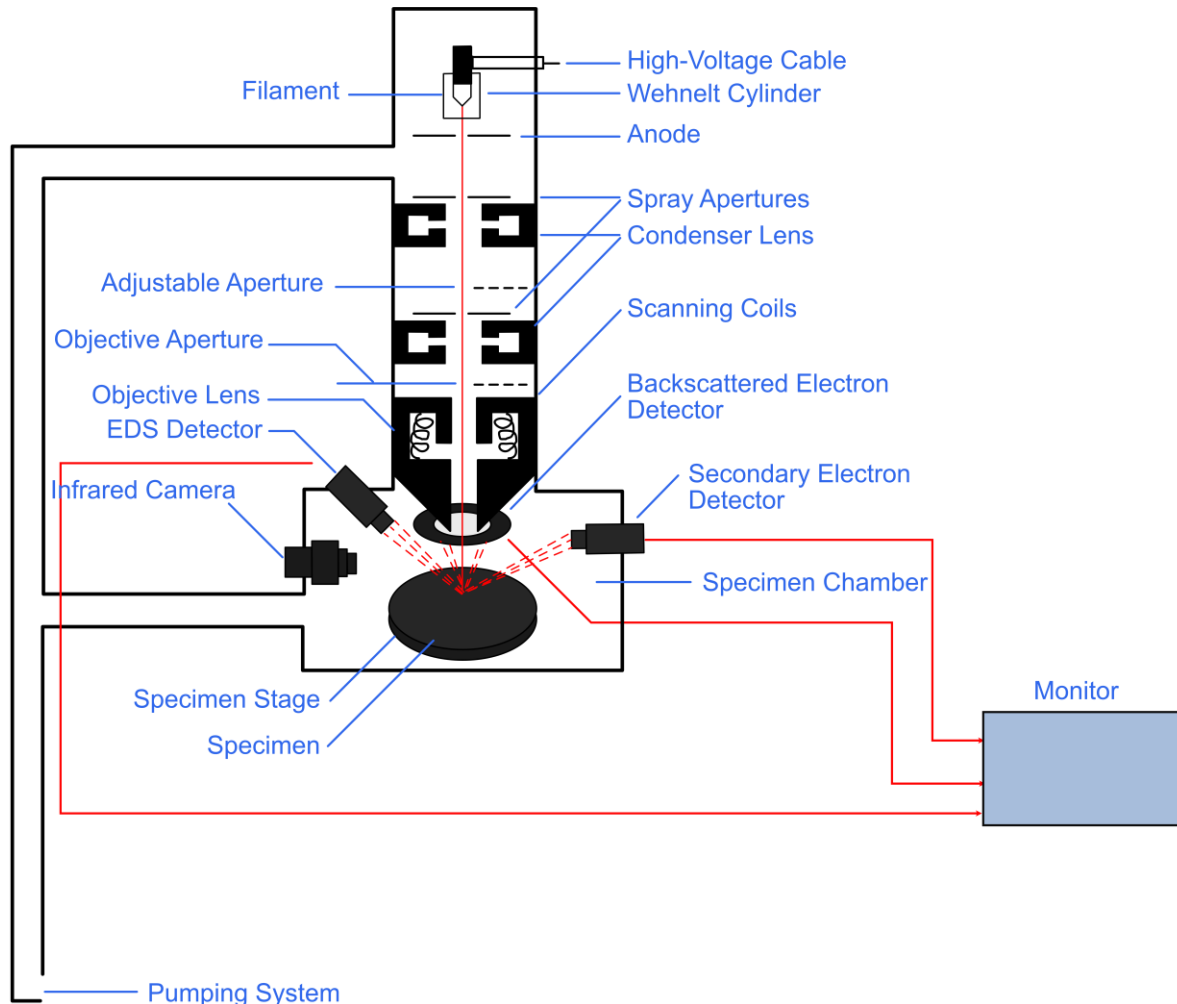 High-Voltage Cable
Filament
Wehnelt Cylinder
Anode
Spray Apertures
Condenser Lens
Adjustable Aperture
Scanning Coils
Objective Aperture
Backscattered Electron
Detector
Objective Lens
EDS Detector
Secondary Electron
Detector
Infrared Camera
Specimen Chamber
Specimen Stage
Monitor
Specimen
Pumping System